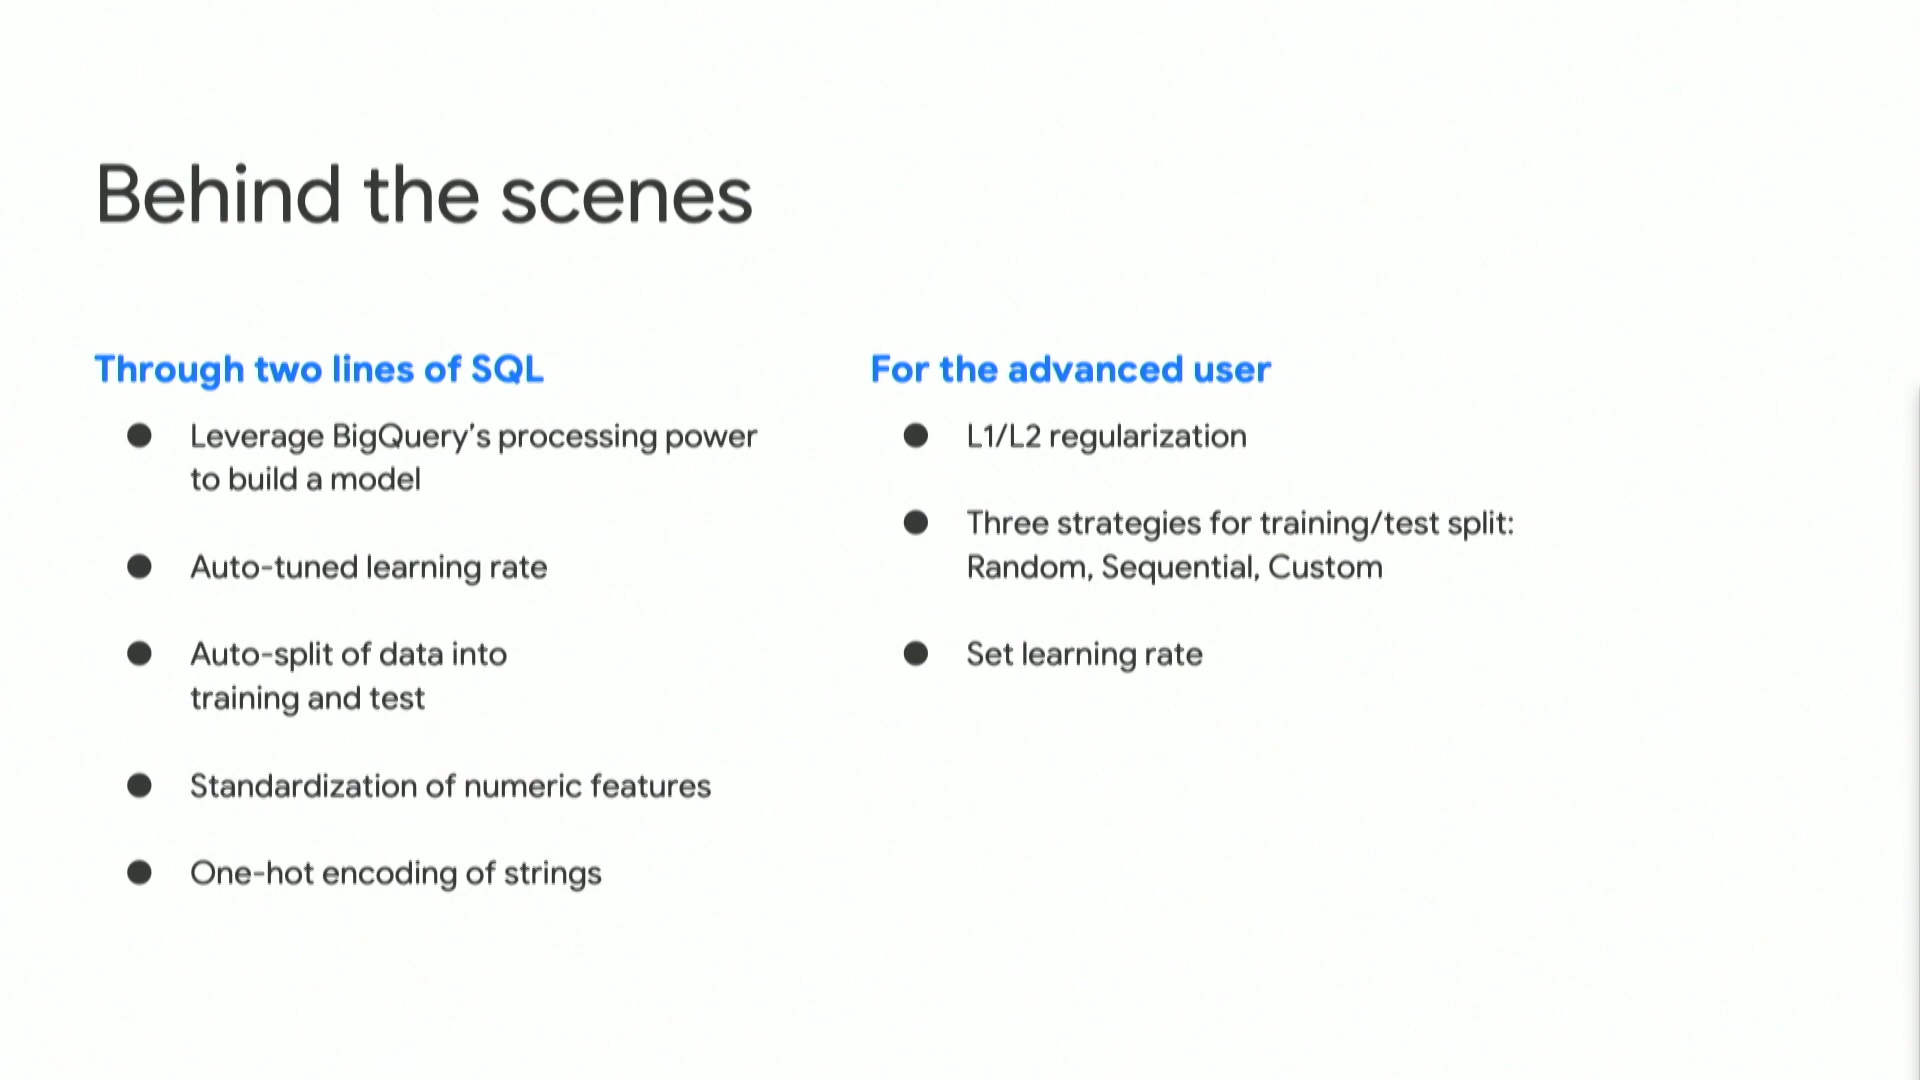 Behind the scenes
Through two lines of SQL
● Leverage BigQuery's processing power
to build a model
● Auto-tuned learning rate
● Auto-split of data into
training and test
● Standardization of numeric features
● One-hot encoding of strings
For the advanced user
● L1/L2 regularization
● Three strategies for training/test split:
Random, Sequential, Custom
● Set learning rate